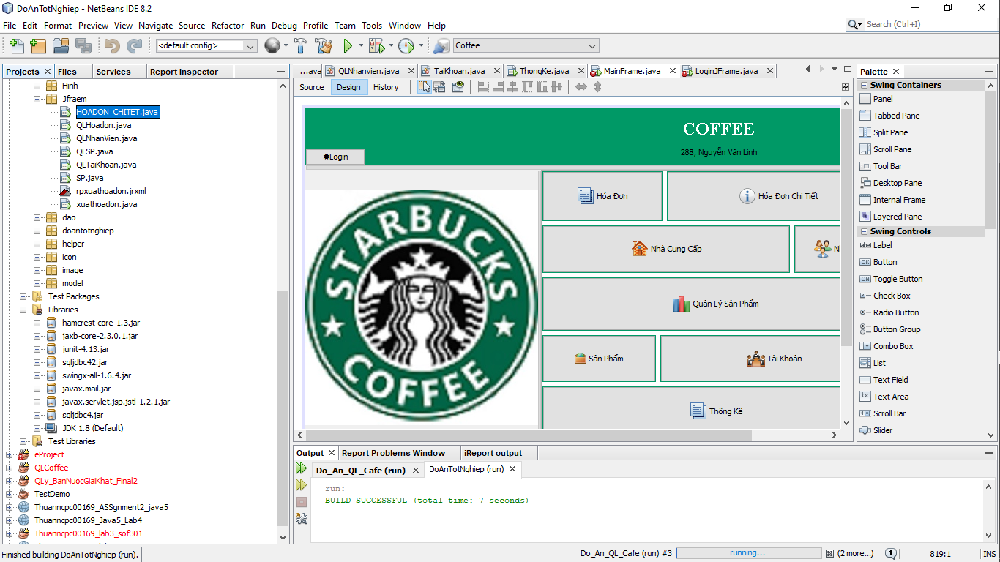 DoAnTotNghiep - NetBeans IDE 8.2
File Edit Format Preview View Navigate Source Refactor Run Debug Profile Team Tools Window Help
Search (Ctrl+I)
<default config>
Coffee
Projects Files Services Report Inspector
Hinh
Jfraem
HOADON_CHITET.java
QLHoadon.java
QLNhanVien.java
QLSP.java
QLTaiKhoan.java
SP.java
rpxuathoadon.jrxml
xuathoadon.java
dao
doantotnghiep
helper
icon
image
model
Test Packages
Libraries
hamcrest-core-1.3.jar
jaxb-core-2.3.0.1.jar
junit-4.13.jar
sqljdbc42.jar
swingx-all-1.6.4.jar
javax.mail.jar
javax.servlet.jsp.jstl-1.2.1.jar
sqljdbc4.jar
JDK 1.8 (Default)
Test Libraries
eProject
QLCoffee
QLy_BanNuocGiaiKhat_Final2
TestDemo
Thuanncpc00169_ASSgnment2_java5
Thuanncpc00169_Java5_Lab4
Thuanncpc00169_lab3_sof301
...ava QLNhanvien.java TaiKhoan.java ThongKe.java MainFrame.java LoginJFrame.java
Source Design History
COFFEE
288, Nguyễn Văn Linh
Login
STARBUCKS
COFFEE
Hóa Đơn
Hóa Đơn Chi Tiết
Nhà Cung Cấp
Quản Lý Sản Phẩm
Sản Phẩm
Tài Khoản
Thống Kê
Palette
Swing Containers
Panel
Tabbed Pane
Split Pane
Scroll Pane
Tool Bar
Desktop Pane
Internal Frame
Layered Pane
Swing Controls
label Label
OK Button
ON Toggle Button
Check Box
Radio Button
Button Group
Combo Box
List
Text Field
Text Area
Scroll Bar
Slider
Output Report Problems Window iReport output
Do_An_QL_Cafe (run) DoAnTotNghiep (run)
run:
BUILD SUCCESSFUL (total time: 7 seconds)
Finished building DoAnTotNghiep (run).
Do_An_QL_Cafe (run) #3 running... (2 more...) 1 819:1 INS